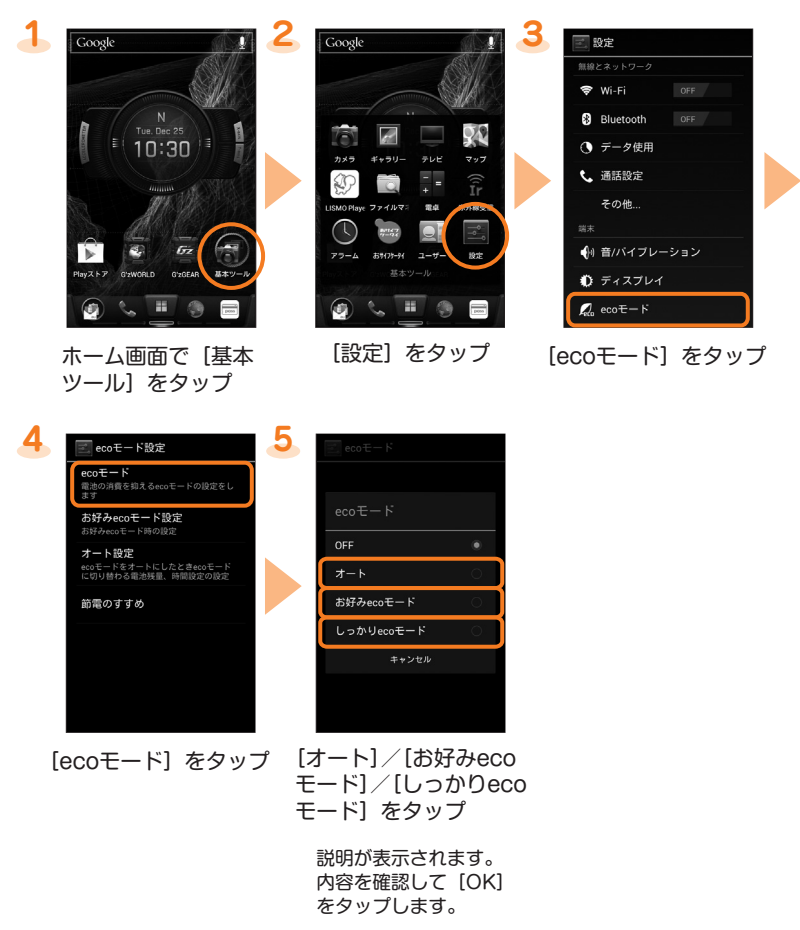 1
Google
N
Tue, Dec 25
10:30
Playストア
G'zWORLD
G'zGEAR
基本ツール
ホーム画面で［基本
ツール］をタップ
2
Google
N
カメラ
ギャラリー
テレビ
マップ
LISMO Playe
ファイルマネ
電卓
赤外線受信
アラーム
おサイフケータイ
ユーザー
設定
基本ツール
［設定］をタップ
3
設定
無線とネットワーク
Wi-Fi
OFF
Bluetooth
OFF
データ使用
通話設定
その他...
端末
音/バイブレーション
ディスプレイ
ecoモード
［ecoモード］をタップ
4
ecoモード設定
ecoモード
電池の消費を抑えるecoモードの設定をし
ます
お好みecoモード設定
お好みecoモード時の設定
オート設定
ecoモードをオートにしたときecoモード
に切り替わる電池残量、時間設定の設定
節電のすすめ
［ecoモード］をタップ
5
ecoモード
ecoモード
OFF
オート
お好みecoモード
しっかりecoモード
キャンセル
［オート］／［お好みeco
モード］／［しっかりeco
モード］をタップ
説明が表示されます。
内容を確認して［OK］
をタップします。